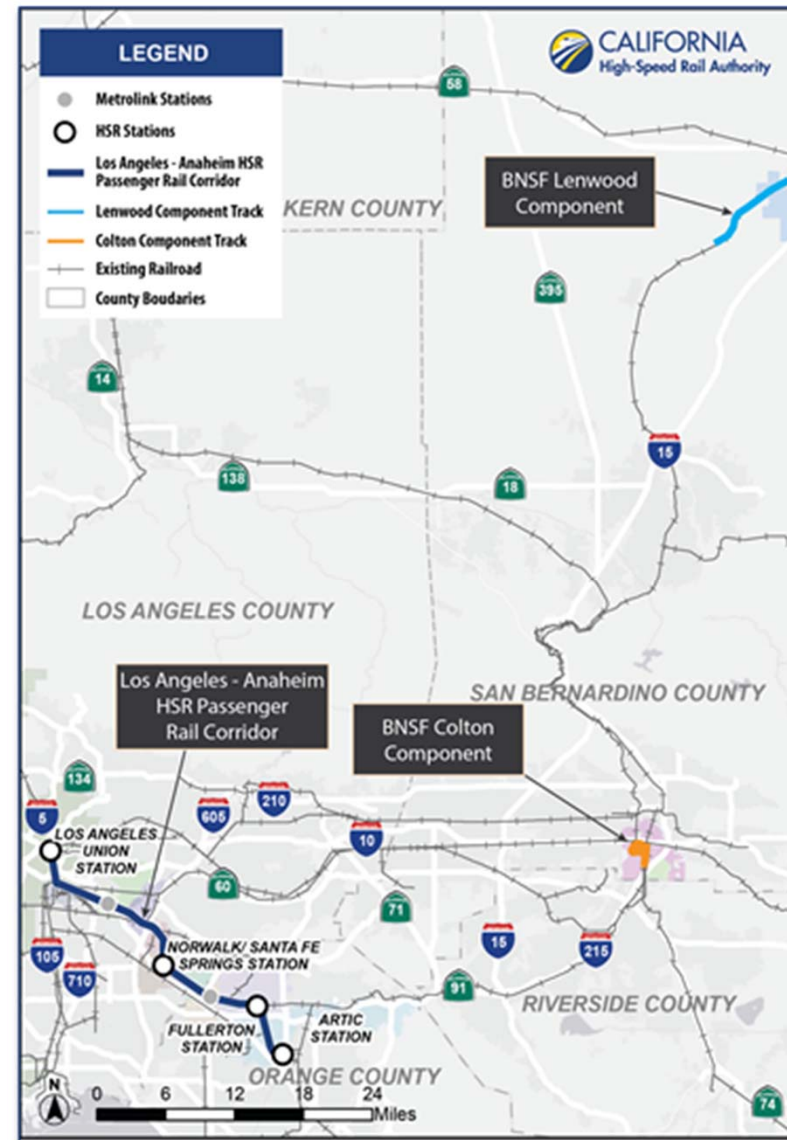 LEGEND
Metrolink Stations
HSR Stations
Los Angeles - Anaheim HSR
Passenger Rail Corridor
Lenwood Component Track
Colton Component Track
Existing Railroad
County Boudaries
CALIFORNIA
High-Speed Rail Authority
58
BNSF Lenwood
Component
KERN COUNTY
395
14
15
138
18
LOS ANGELES COUNTY
Los Angeles - Anaheim
HSR Passenger
Rail Corridor
SAN BERNARDINO COUNTY
BNSF Colton
Component
134
5
605
210
10
LOS ANGELES
UNION
STATION
60
71
105
710
NORWALK/ SANTA FE
SPRINGS STATION
15
215
91
RIVERSIDE COUNTY
FULLERTON
STATION
ARTIC
STATION
ORANGE COUNTY
74
N
0 6 12 18 24
Miles